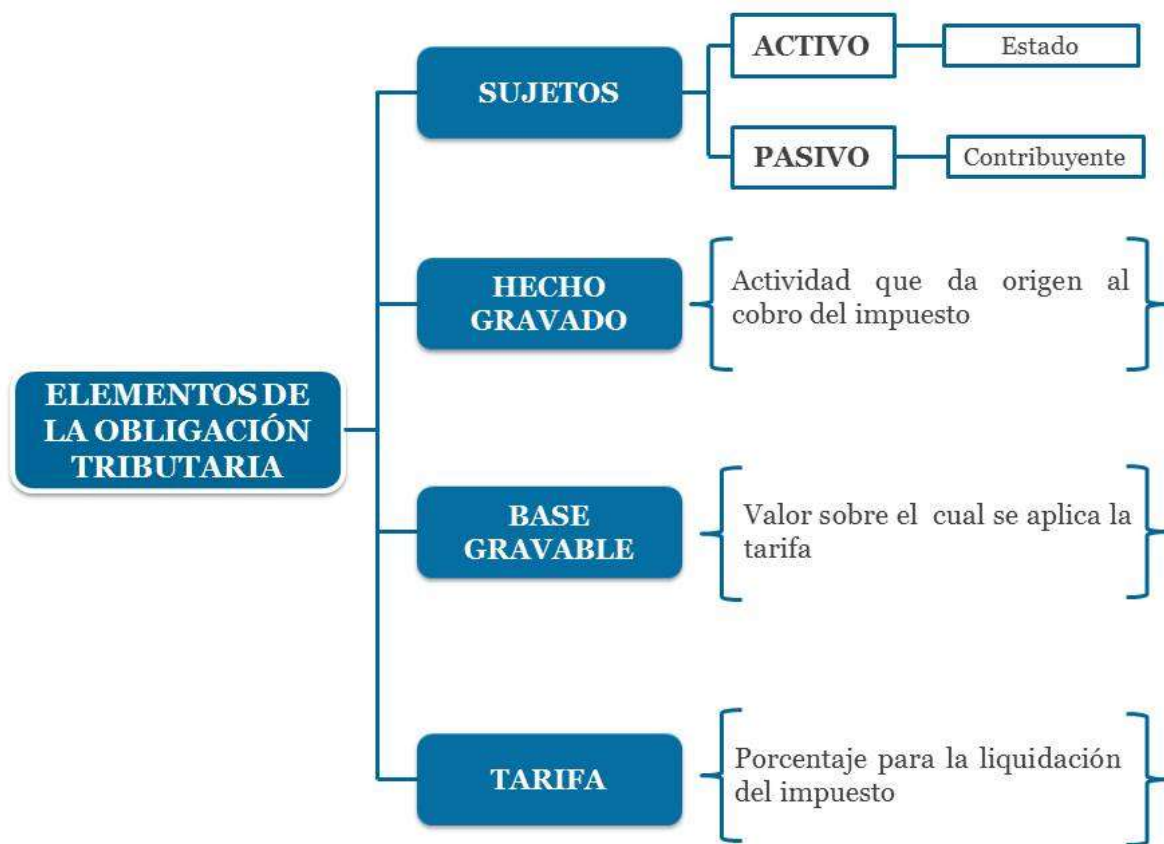 SUJETOS
ACTIVO
Estado
PASIVO
Contribuyente
HECHO
GRAVADO
Actividad que da origen al
cobro del impuesto
ELEMENTOS DE
LA OBLIGACIÓN
TRIBUTARIA
BASE
GRAVABLE
Valor sobre el cual se aplica la
tarifa
TARIFA
Porcentaje para la liquidación
del impuesto